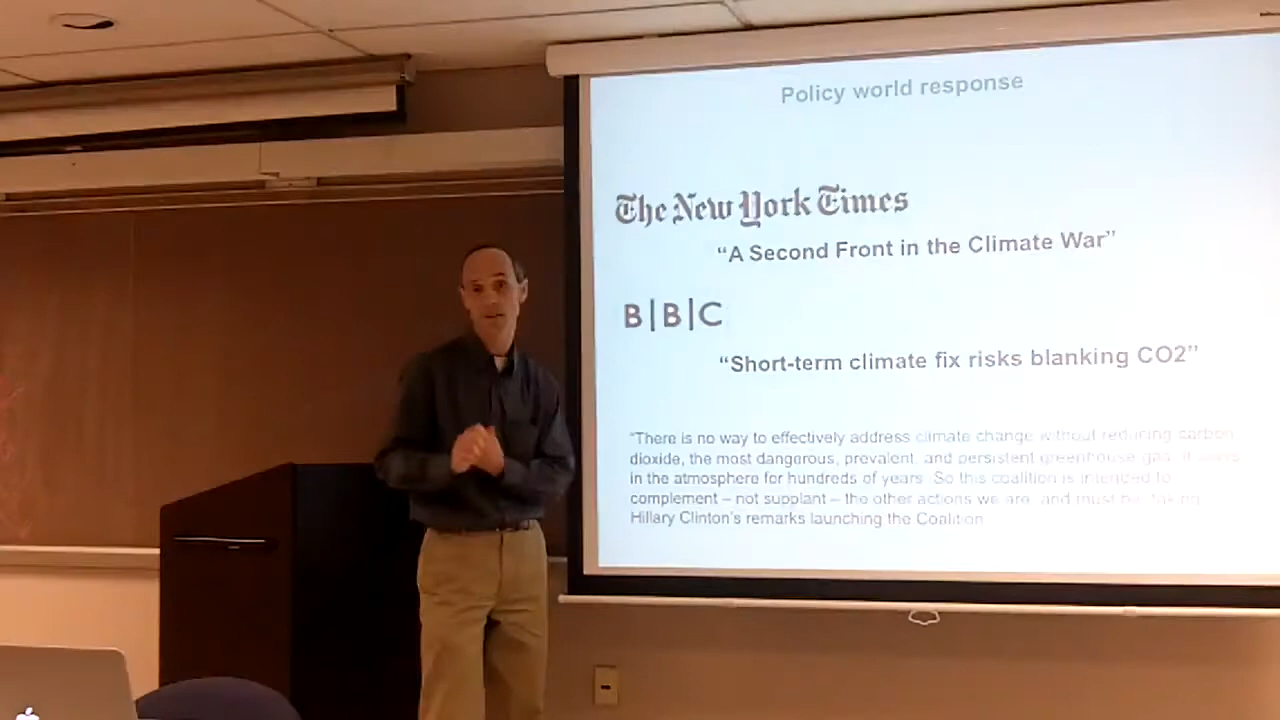 Policy world response
The New York Times
“A Second Front in the Climate War”
B|B|C
“Short-term climate fix risks blanking CO2”
“There is no way to effectively address climate change without reducing carbon
dioxide, the most dangerous, prevalent, and persistent greenhouse gas. It
in the atmosphere for hundreds of years. So this coalition is intended to
complement – not supplant – the other actions we are, and must be, taking
Hillary Clinton's remarks launching the Coalition